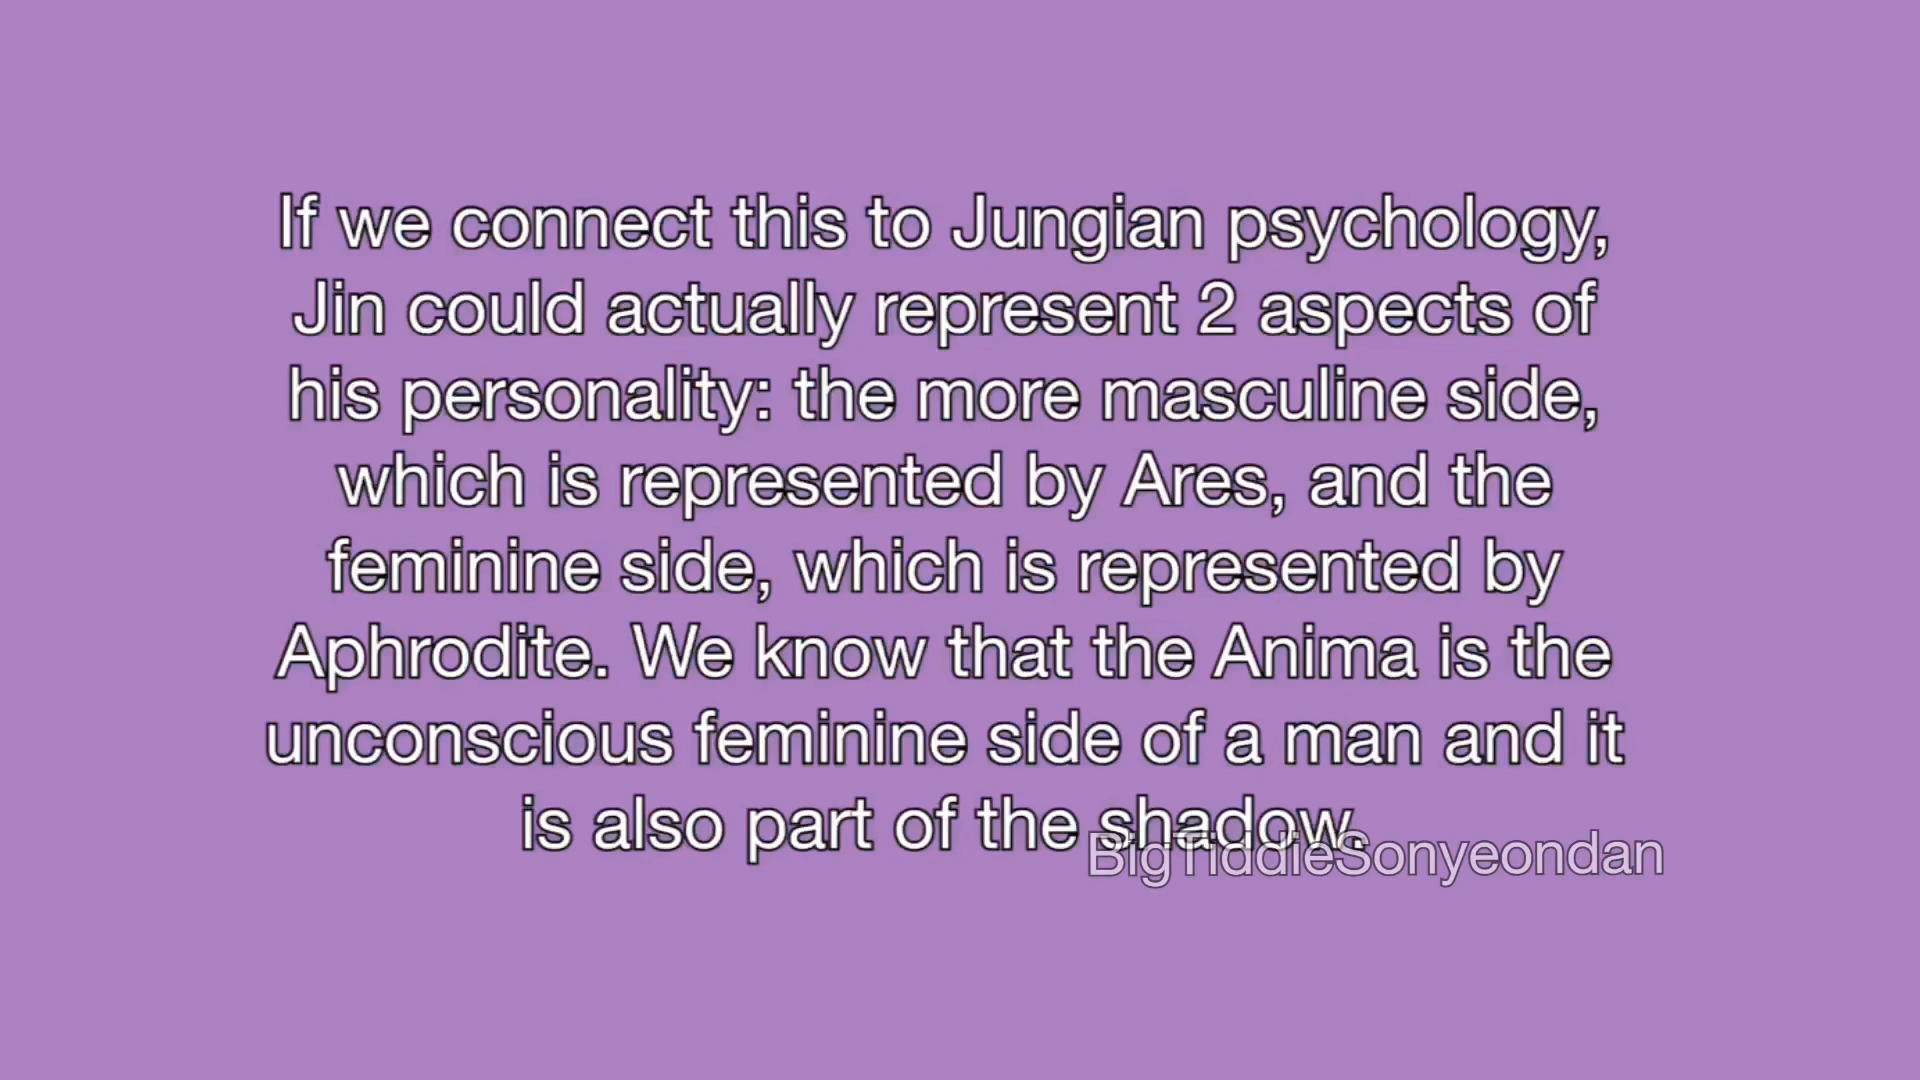 If we connect this to Jungian psychology,
Jin could actually represent 2 aspects of
his personality: the more masculine side,
which is represented by Ares, and the
feminine side, which is represented by
Aphrodite. We know that the Anima is the
unconscious feminine side of a man and it
is also part of the shadow.
BigTiddieSonyeondan